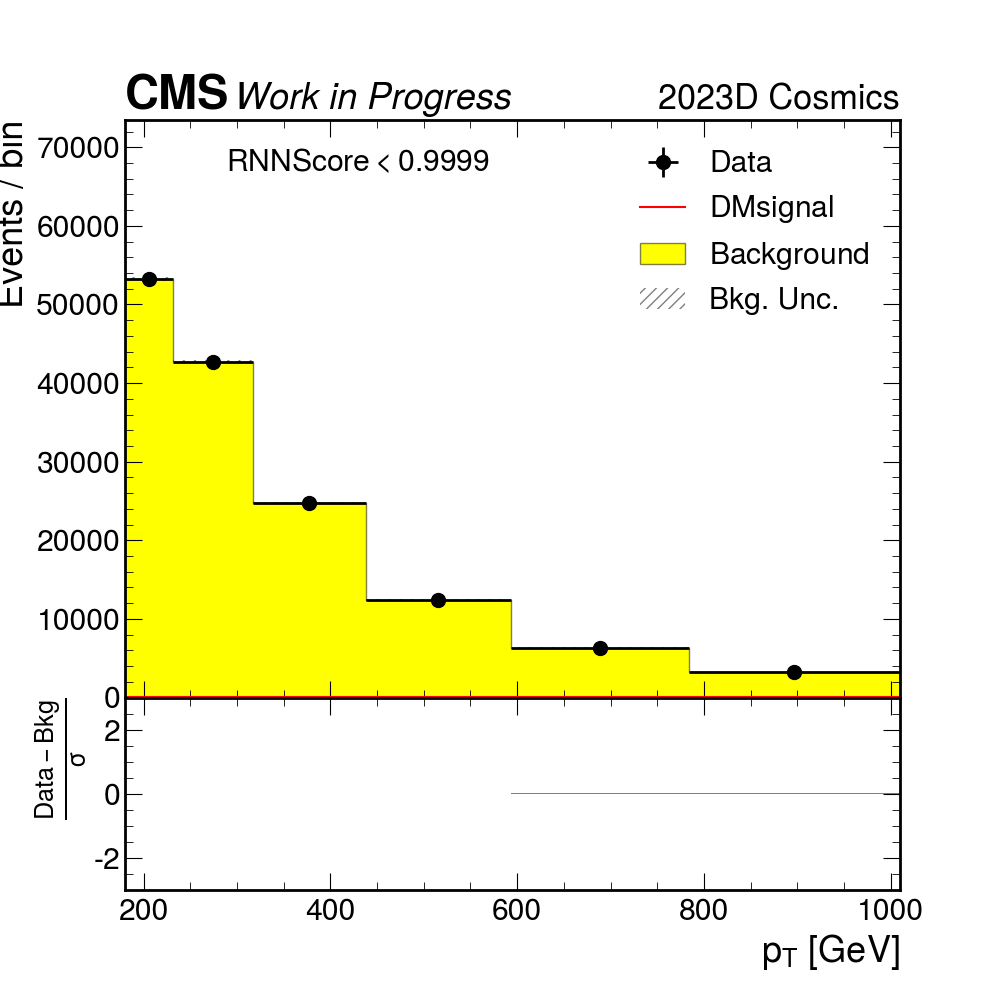 CMS Work in Progress 2023D Cosmics
RNNScore < 0.9999
Data
DMsignal
Background
Bkg. Unc.
Events / bin
70000
60000
50000
40000
30000
20000
10000
0
Data – Bkg
σ
2
0
-2
200 400 600 800 1000
pT [GeV]